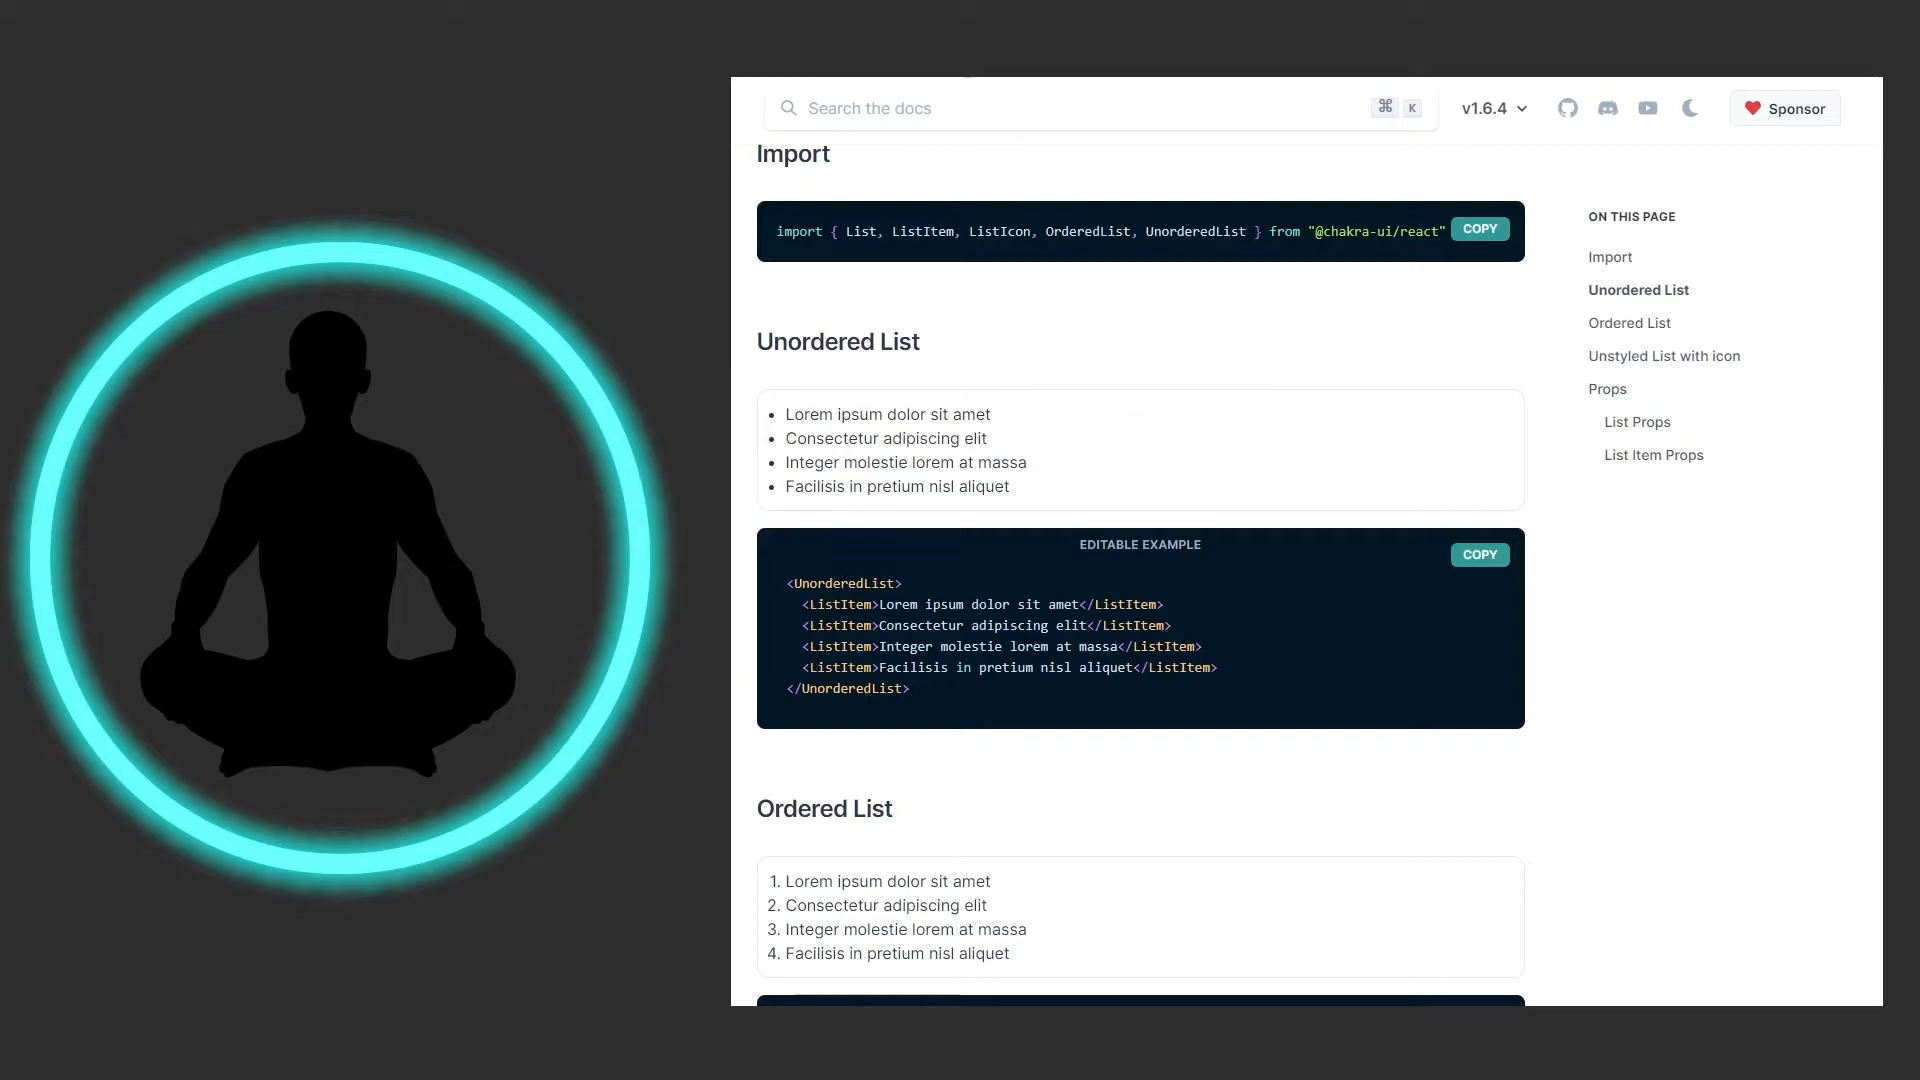 Search the docs
⌘ K
v1.6.4
Sponsor
Import
import { List, ListItem, ListIcon, OrderedList, UnorderedList } from "@chakra-ui/react"
COPY
Unordered List
• Lorem ipsum dolor sit amet
• Consectetur adipiscing elit
• Integer molestie lorem at massa
• Facilisis in pretium nisl aliquet
EDITABLE EXAMPLE
COPY
<UnorderedList>
<ListItem>Lorem ipsum dolor sit amet</ListItem>
<ListItem>Consectetur adipiscing elit</ListItem>
<ListItem>Integer molestie lorem at massa</ListItem>
<ListItem>Facilisis in pretium nisl aliquet</ListItem>
</UnorderedList>
Ordered List
1. Lorem ipsum dolor sit amet
2. Consectetur adipiscing elit
3. Integer molestie lorem at massa
4. Facilisis in pretium nisl aliquet
ON THIS PAGE
Import
Unordered List
Ordered List
Unstyled List with icon
Props
List Props
List Item Props